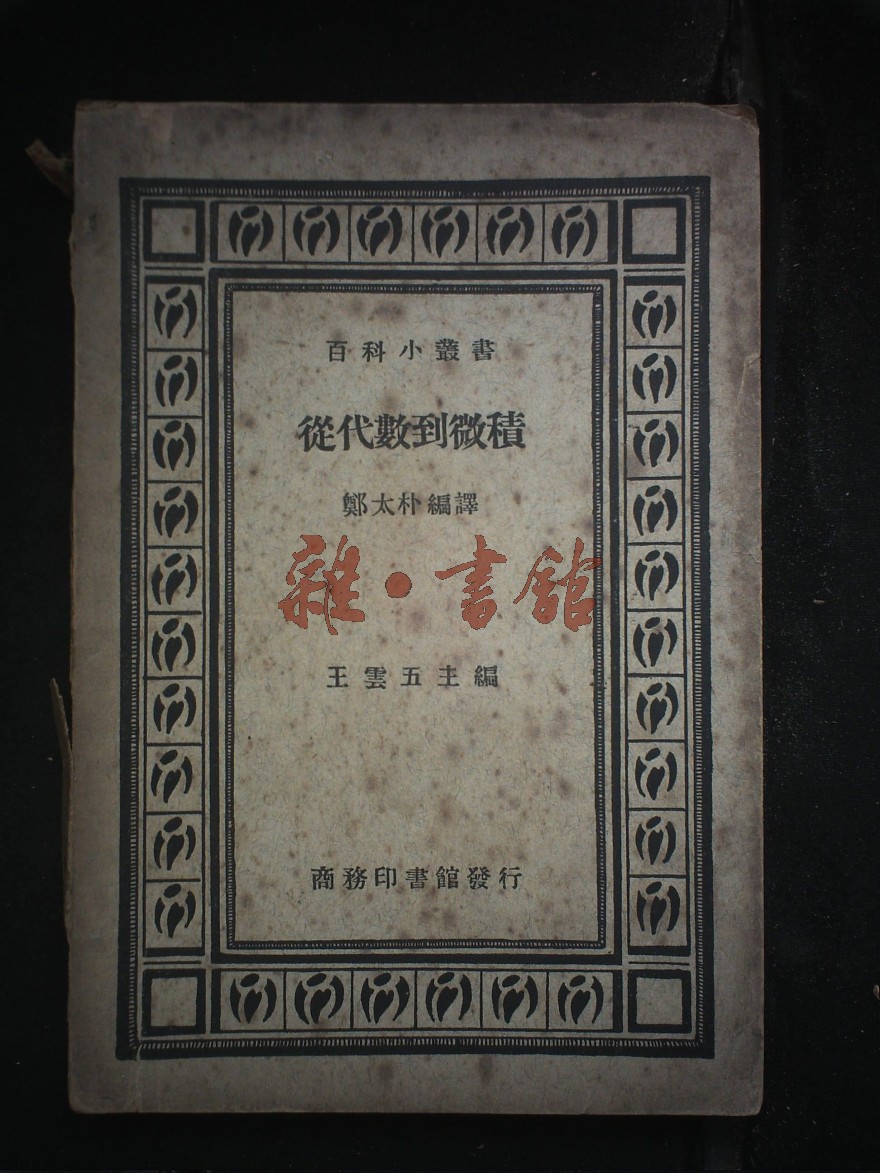 百科小叢書
從代數到微積
鄭太朴編譯
雜·書館
王雲五主編
商務印書館發行